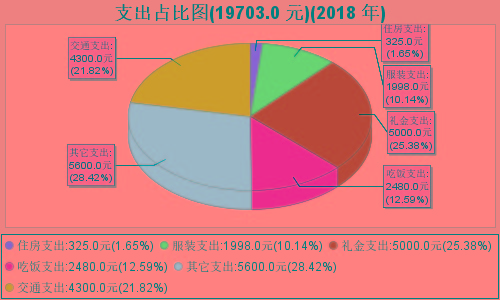 支出占比图(19703.0 元)(2018 年)
住房支出:
325.0元
(1.65%)
服装支出:
1998.0元
(10.14%)
礼金支出:
5000.0元
(25.38%)
吃饭支出:
2480.0元
(12.59%)
其它支出:
5600.0元
(28.42%)
交通支出:
4300.0元
(21.82%)
住房支出:325.0元(1.65%) 服装支出:1998.0元(10.14%) 礼金支出:5000.0元(25.38%)
吃饭支出:2480.0元(12.59%) 其它支出:5600.0元(28.42%)
交通支出:4300.0元(21.82%)